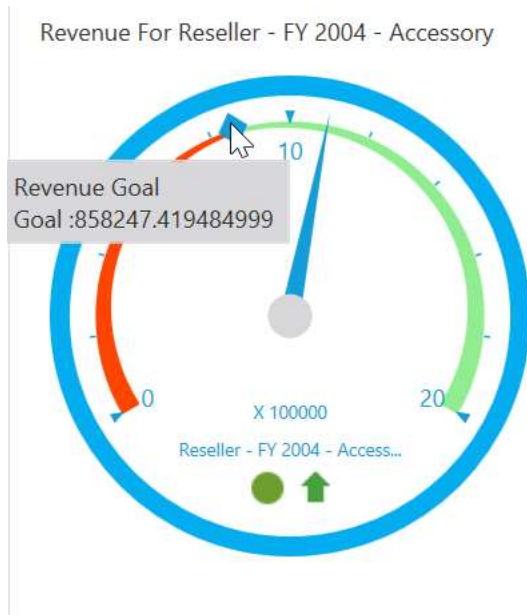 Revenue For Reseller - FY 2004 - Accessory
10
Revenue Goal
Goal :858247.419484999
0
20
X 100000
Reseller - FY 2004 - Access...